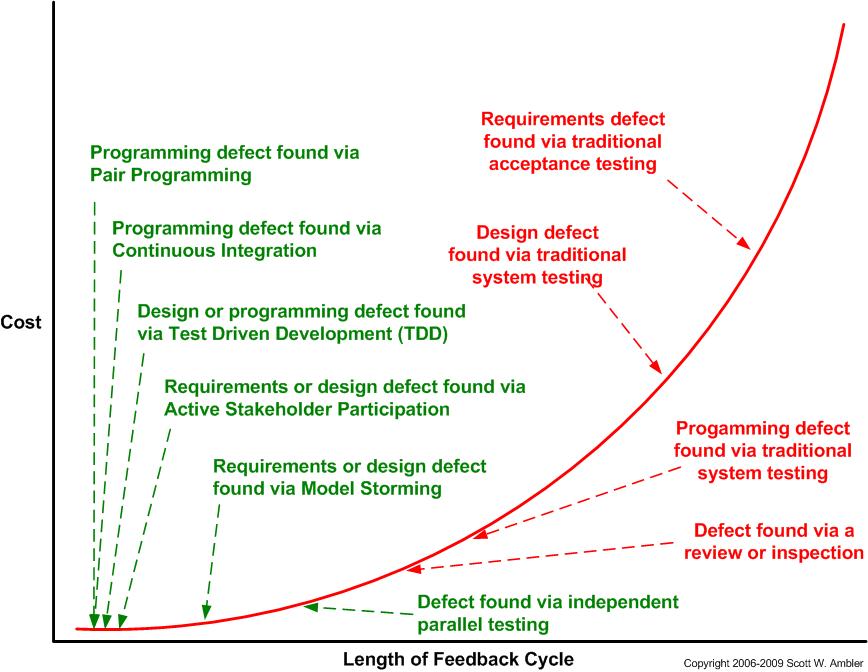 Requirements defect
found via traditional
acceptance testing
Programming defect found via
Pair Programming
Programming defect found via
Continuous Integration
Design defect
found via traditional
system testing
Design or programming defect found
via Test Driven Development (TDD)
Cost
Requirements or design defect found via
Active Stakeholder Participation
Progamming defect
found via traditional
system testing
Requirements or design defect
found via Model Storming
Defect found via a
review or inspection
Defect found via independent
parallel testing
Length of Feedback Cycle
Copyright 2006-2009 Scott W. Ambler